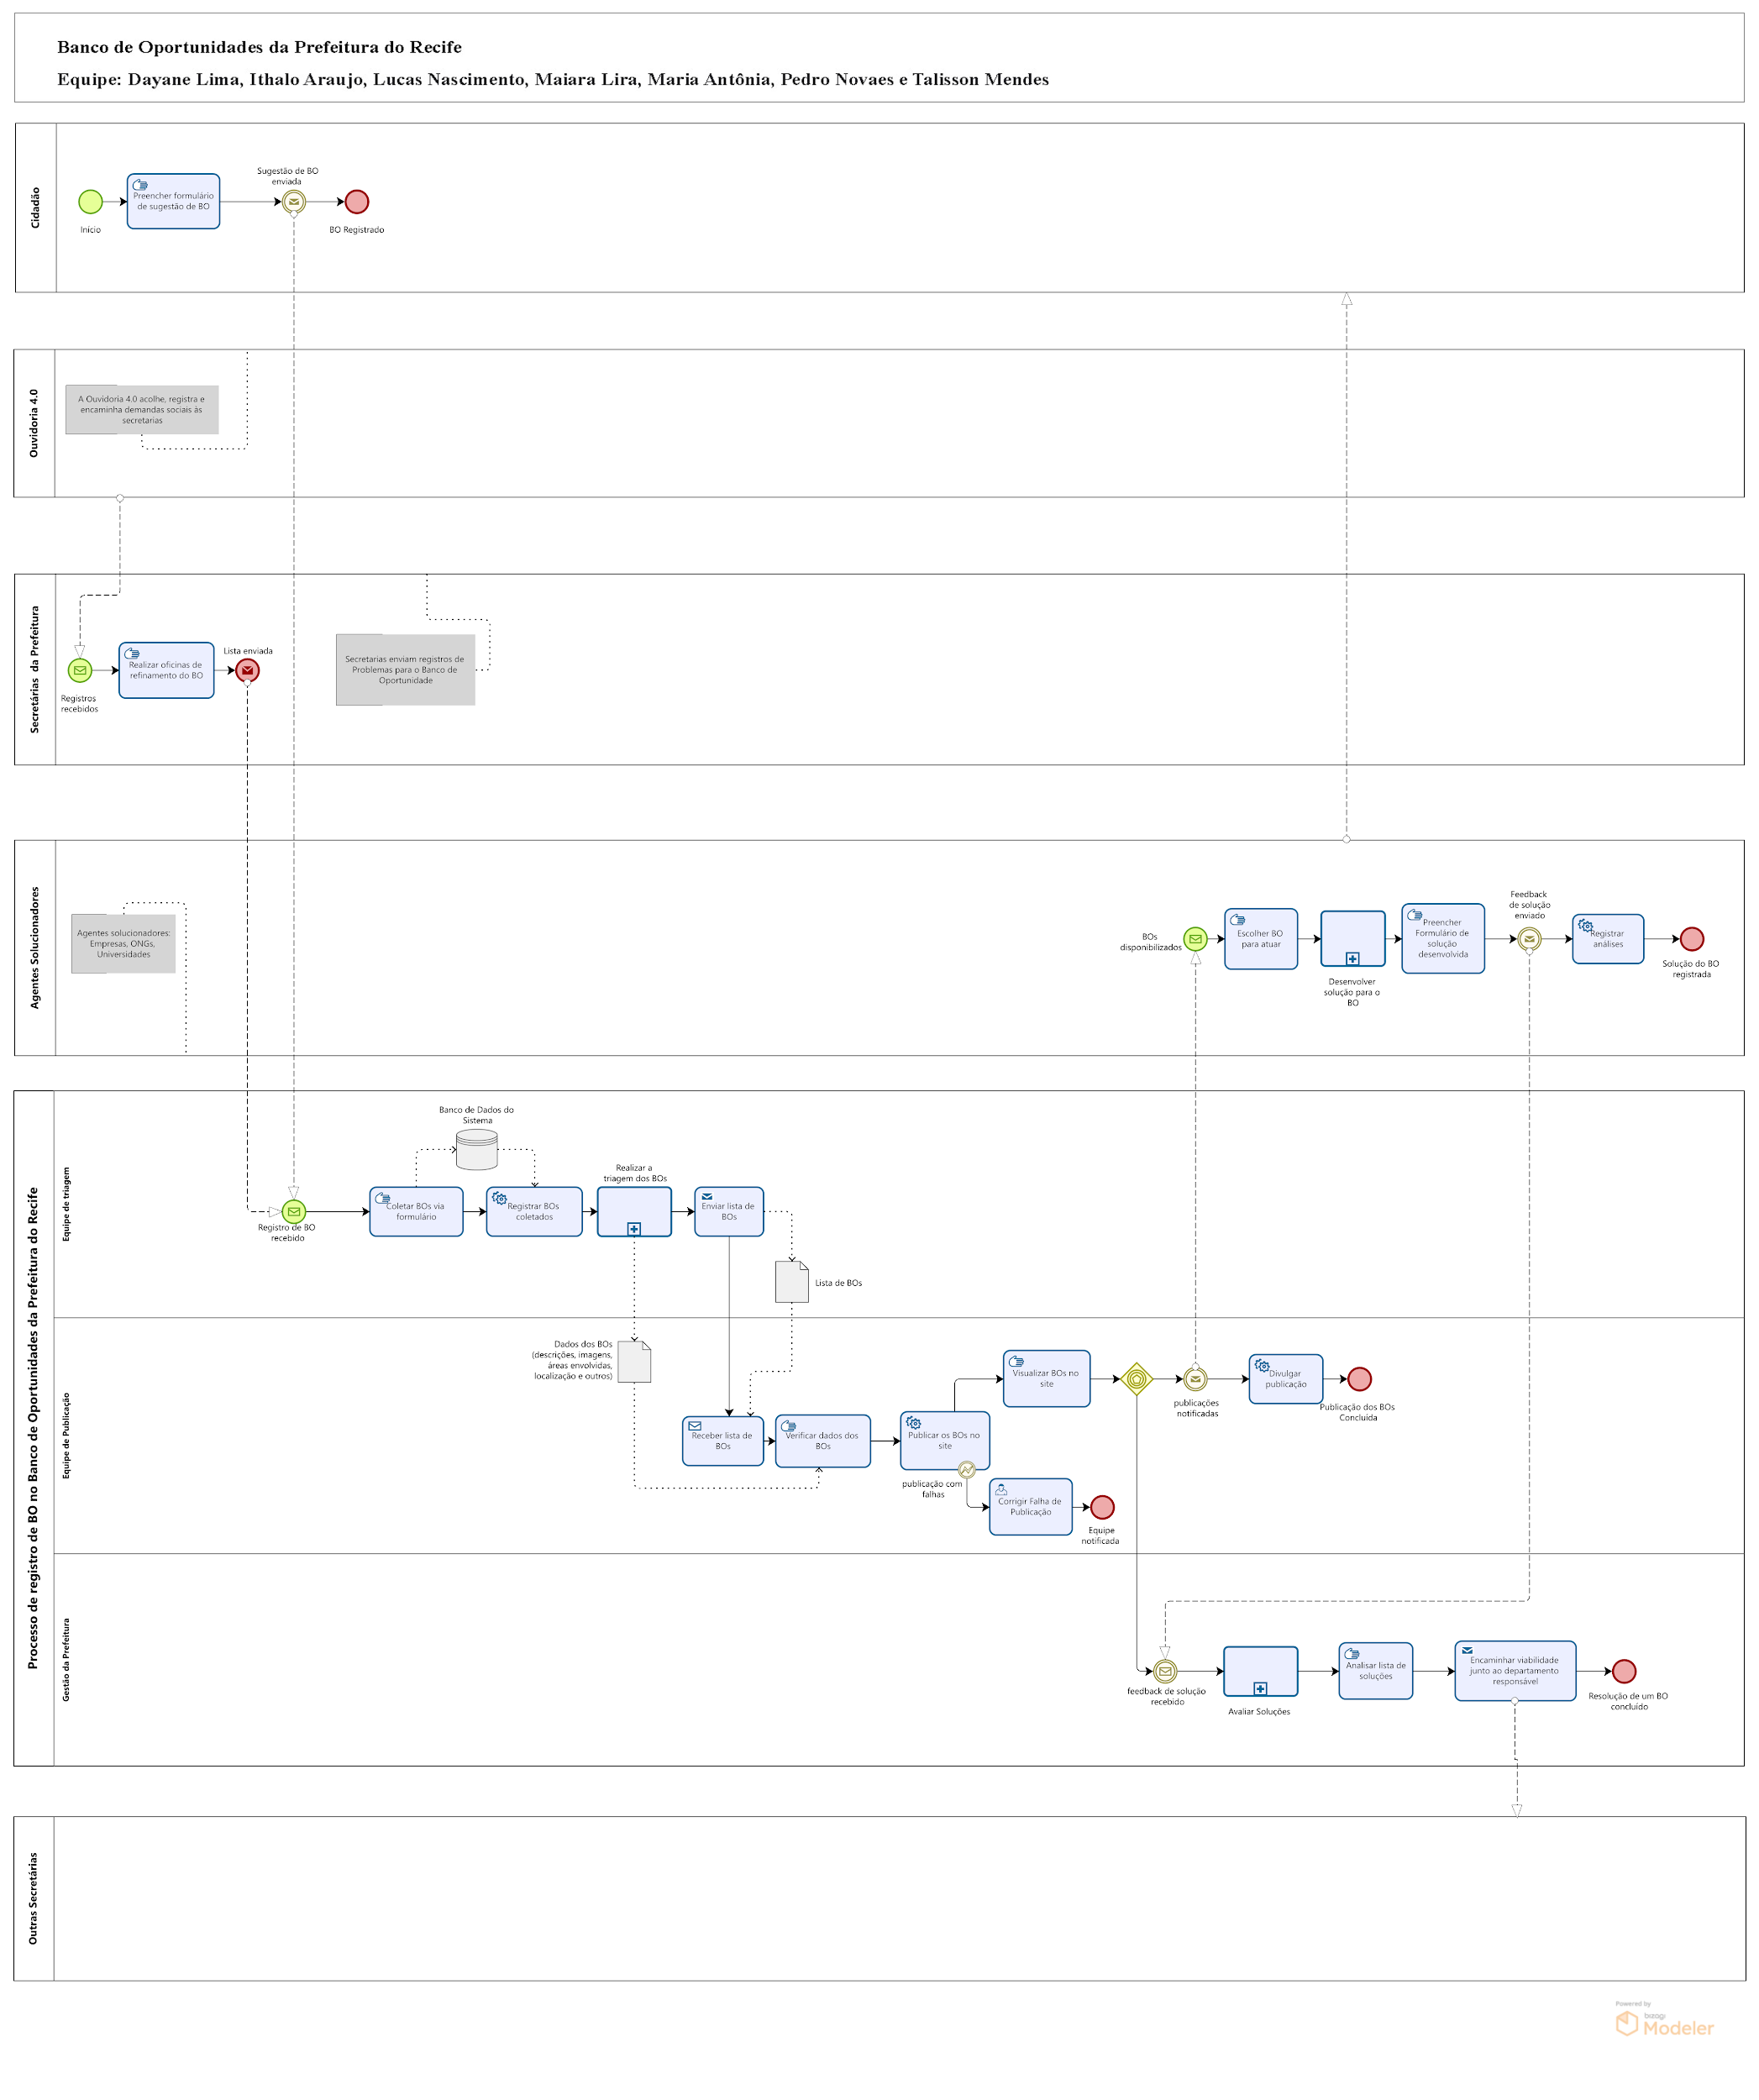 Banco de Oportunidades da Prefeitura do Recife
Equipe: Dayane Lima, Ithalo Araujo, Lucas Nascimento, Maiara Lira, Maria Antônia, Pedro Novaes e Talisson Mendes
Cidadão
Início
Preencher formulário
de sugestão de BO
Sugestão de BO
enviada
BO Registrado
Ouvidoria 4.0
A Ouvidoria 4.0 acolhe, registra e
encaminha demandas sociais às
secretarias
Secretárias da Prefeitura
Registros
recebidos
Realizar oficinas de
refinamento do BO
Lista enviada
Secretarias enviam registros de
Problemas para o Banco de
Oportunidade
Agentes Solucionadores
Agentes solucionadores:
Empresas, ONGs,
Universidades
BOs
disponibilizados
Escolher BO
para atuar
Desenvolver
solução para o
BO
Preencher
Formulário de
solução
desenvolvida
Feedback
de solução
enviado
Registrar
análises
Solução do BO
registrada
Processo de registro de BO no Banco de Oportunidades da Prefeitura do Recife
Equipe de triagem
Registro de BO
recebido
Coletar BOs via
formulário
Banco de Dados do
Sistema
Registrar BOs
coletados
Realizar a
triagem dos BOs
Enviar lista de
BOs
Lista de BOs
Equipe de Publicação
Dados dos BOs
(descrições, imagens,
áreas envolvidas,
localização e outros)
Receber lista de
BOs
Verificar dados dos
BOs
Publicar os BOs no
site
publicação com
falhas
Visualizar BOs no
site
Corrigir Falha de
Publicação
Equipe
notificada
publicações
notificadas
Divulgar
publicação
Publicação dos BOs
Concluída
Gestão da Prefeitura
feedback de solução
recebido
Avaliar Soluções
Analisar lista de
soluções
Encaminhar viabilidade
junto ao departamento
responsável
Resolução de um BO
concluído
Outras Secretárias
Powered by
bizagi
Modeler